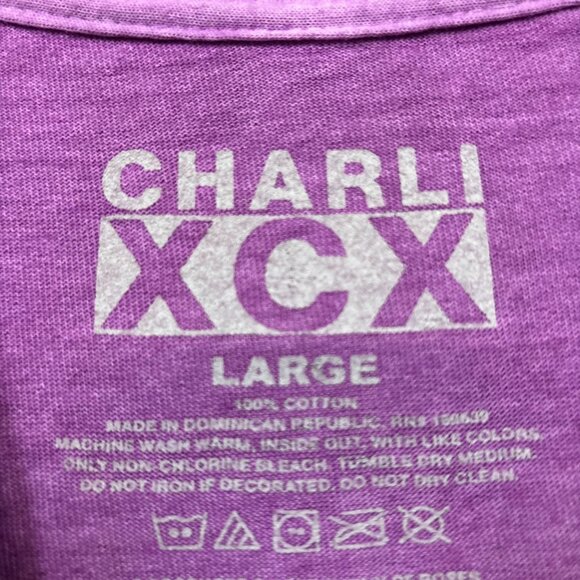 CHARLI
XCX
LARGE
100% COTTON
MADE IN DOMINICAN REPUBLIC, RN#
MACHINE WASH WARM, INSIDE OUT, WITH LIKE COLORS.
ONLY NON-CHLORINE BLEACH. TUMBLE DRY MEDIUM.
DO NOT IRON IF DECORATED. DO NOT DRY CLEAN.